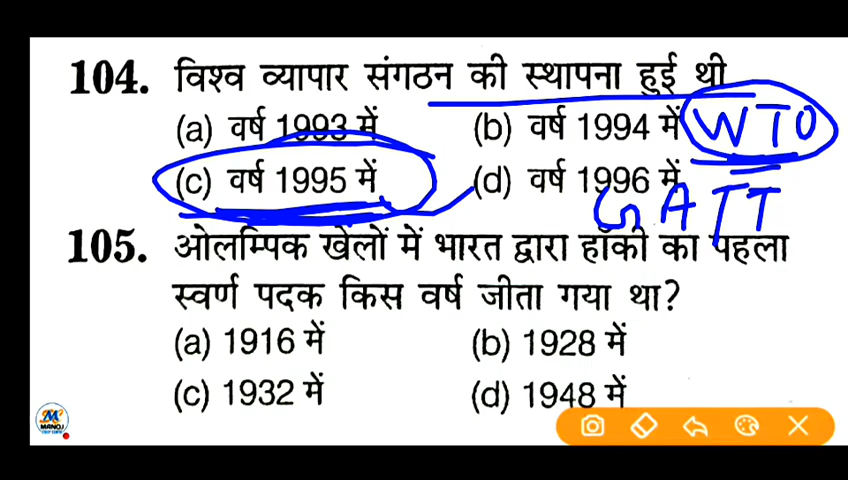 104. विश्व व्यापार संगठन की स्थापना हुई थी
(a) वर्ष 1993 में (b) वर्ष 1994 में WTO
(c) वर्ष 1995 में (d) वर्ष 1996 में
GATT
105. ओलम्पिक खेलों में भारत द्वारा हॉकी का पहला
स्वर्ण पदक किस वर्ष जीता गया था?
(a) 1916 में (b) 1928 में
(c) 1932 में (d) 1948 में
MANOJ